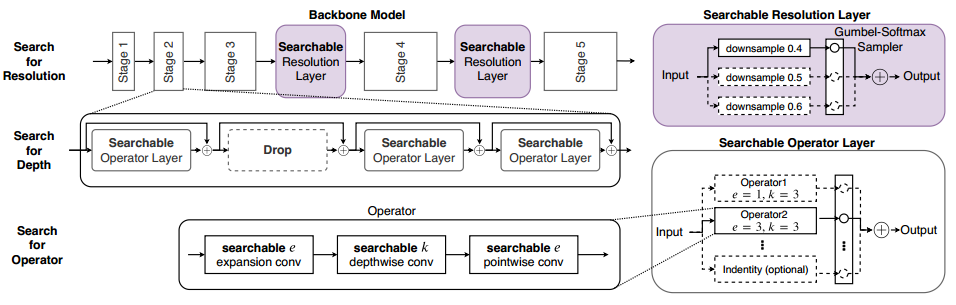 Backbone Model
Search
for
Resolution
Stage 1
Stage 2
Stage 3
Searchable
Resolution
Layer
Stage 4
Searchable
Resolution
Layer
Stage 5
Searchable Resolution Layer
Gumbel-Softmax
Sampler
Input
downsample 0.4
downsample 0.5
downsample 0.6
Output
Search
for
Depth
Searchable
Operator Layer
Drop
Searchable
Operator Layer
Searchable
Operator Layer
Searchable Operator Layer
Input
Operator1
e = 1, k = 3
Operator2
e = 3, k = 3
Indentity (optional)
Output
Search
for
Operator
Operator
searchable e
expansion conv
searchable k
depthwise conv
searchable e
pointwise conv